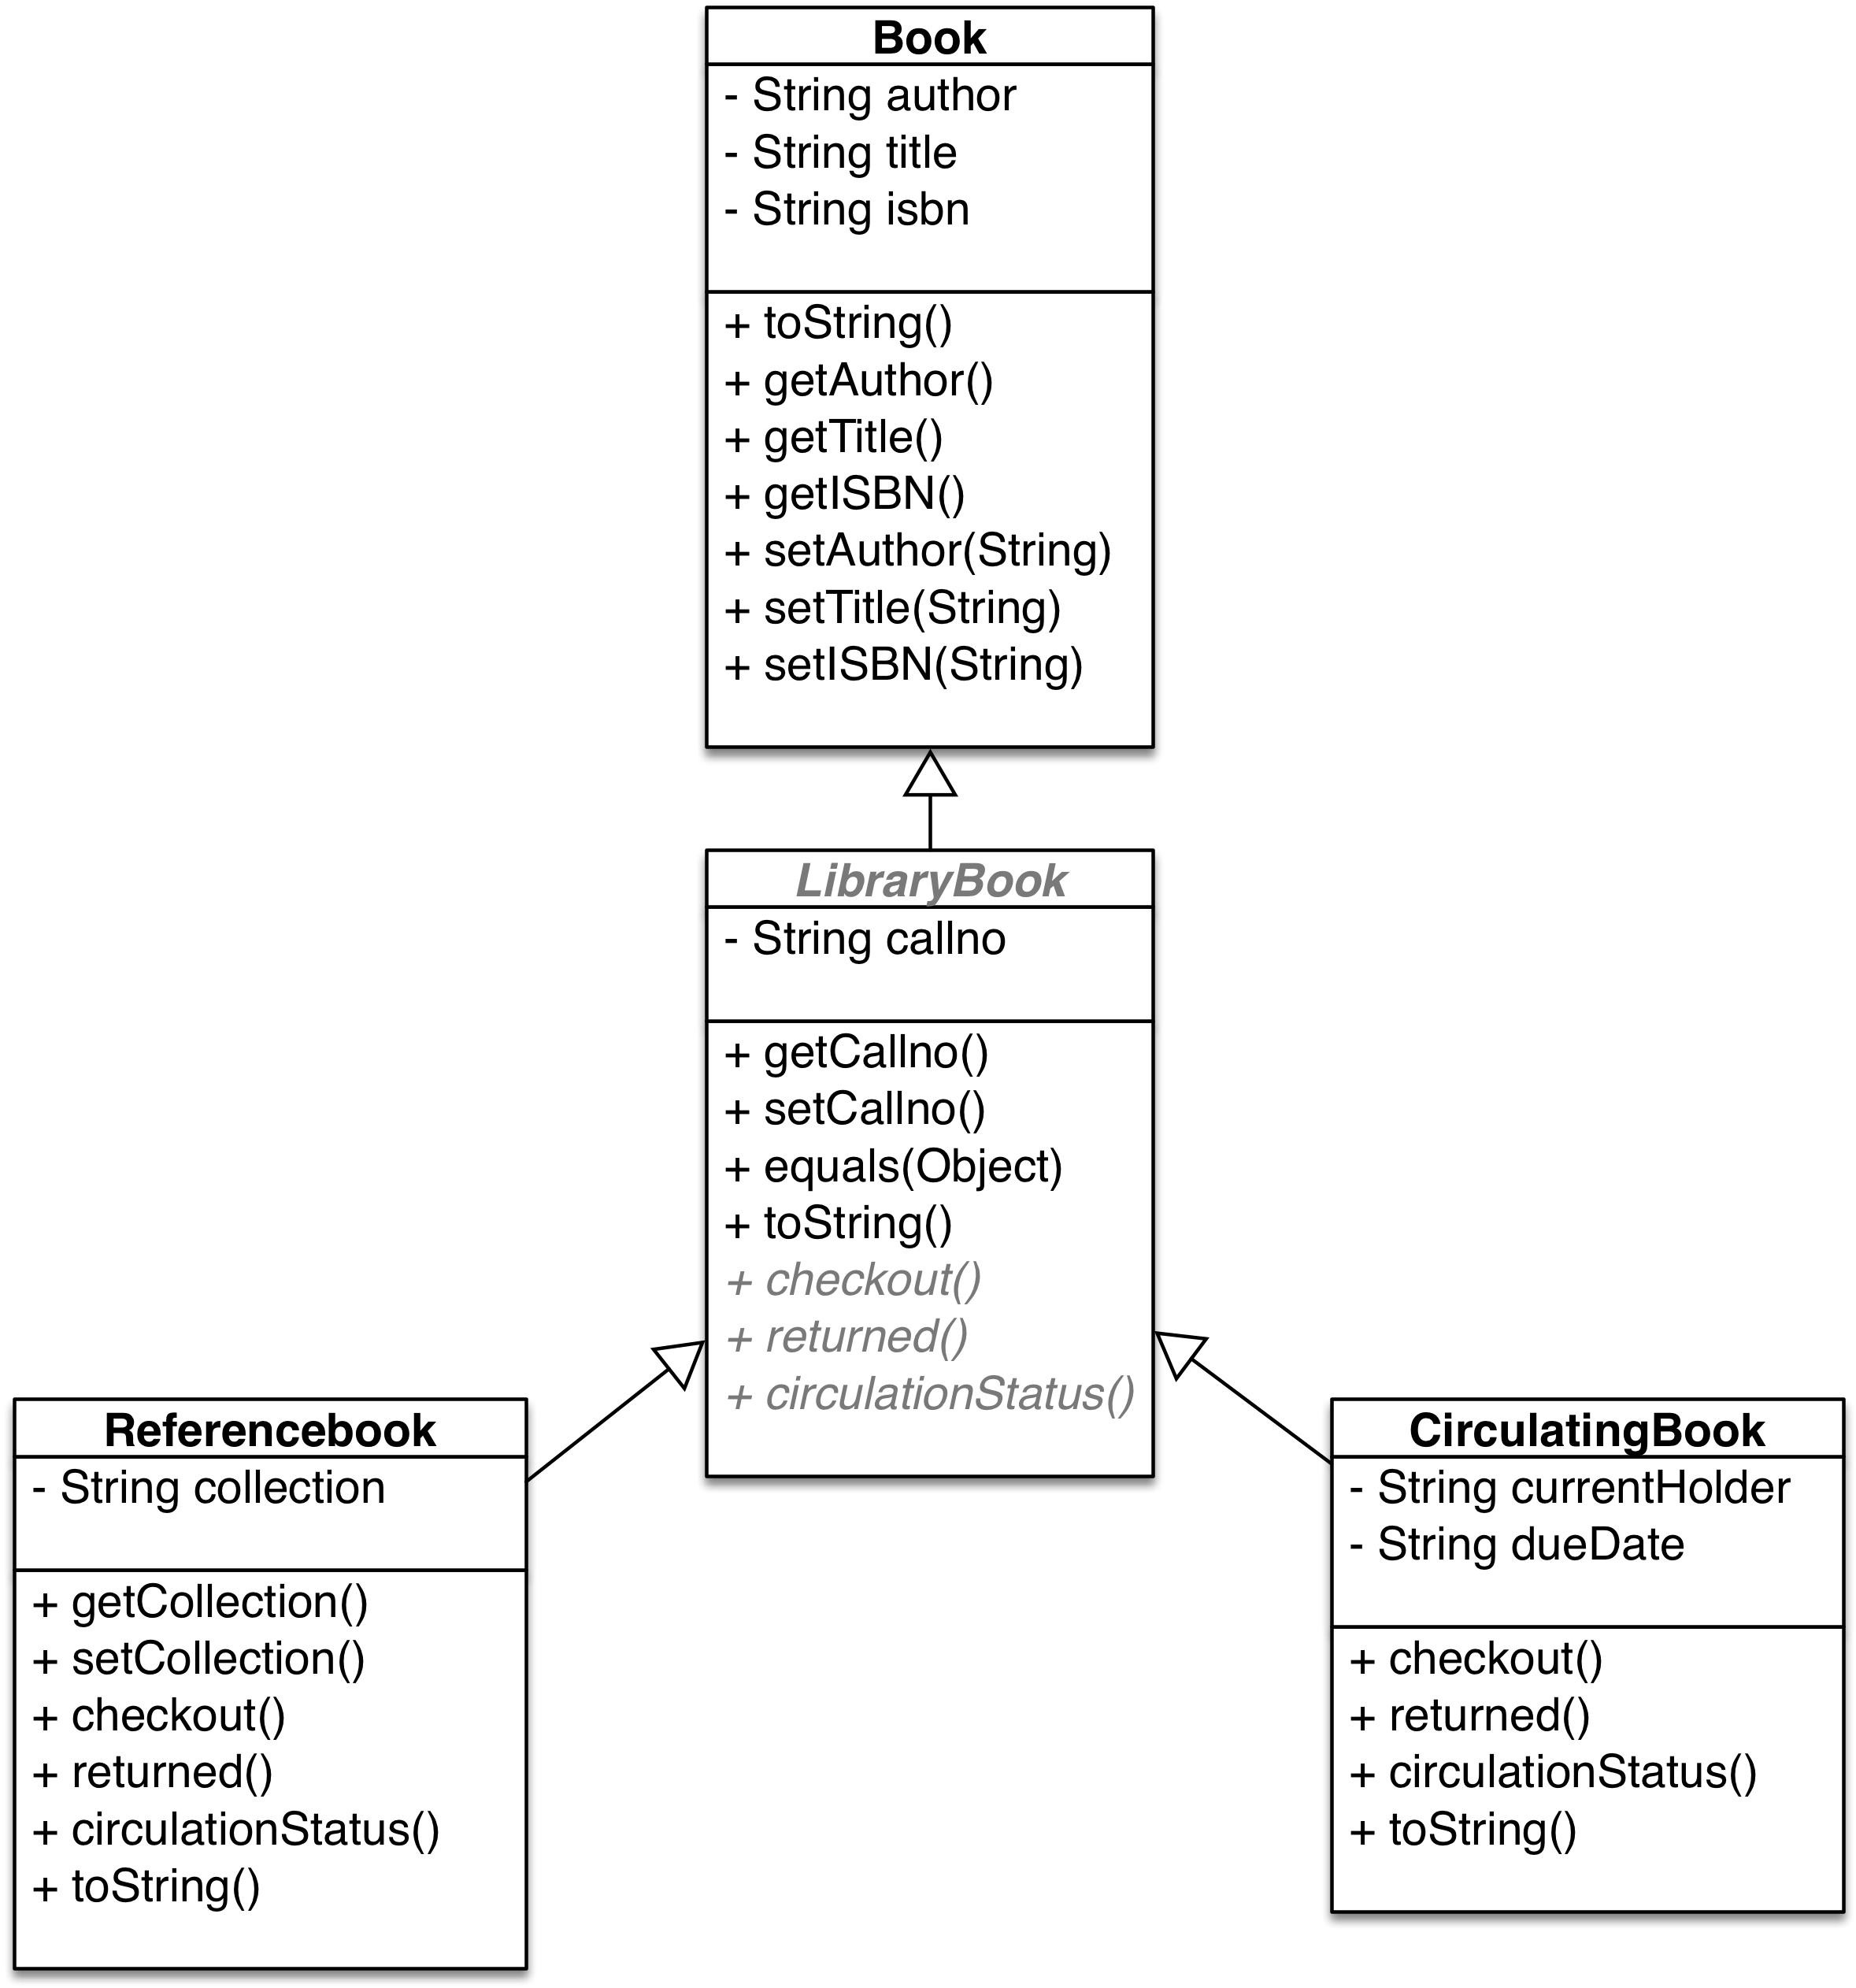 Book
- String author
- String title
- String isbn
+ toString()
+ getAuthor()
+ getTitle()
+ getISBN()
+ setAuthor(String)
+ setTitle(String)
+ setISBN(String)
LibraryBook
- String callno
+ getCallno()
+ setCallno()
+ equals(Object)
+ toString()
+ checkout()
+ returned()
+ circulationStatus()
Referencebook
- String collection
+ getCollection()
+ setCollection()
+ checkout()
+ returned()
+ circulationStatus()
+ toString()
CirculatingBook
- String currentHolder
- String dueDate
+ checkout()
+ returned()
+ circulationStatus()
+ toString()